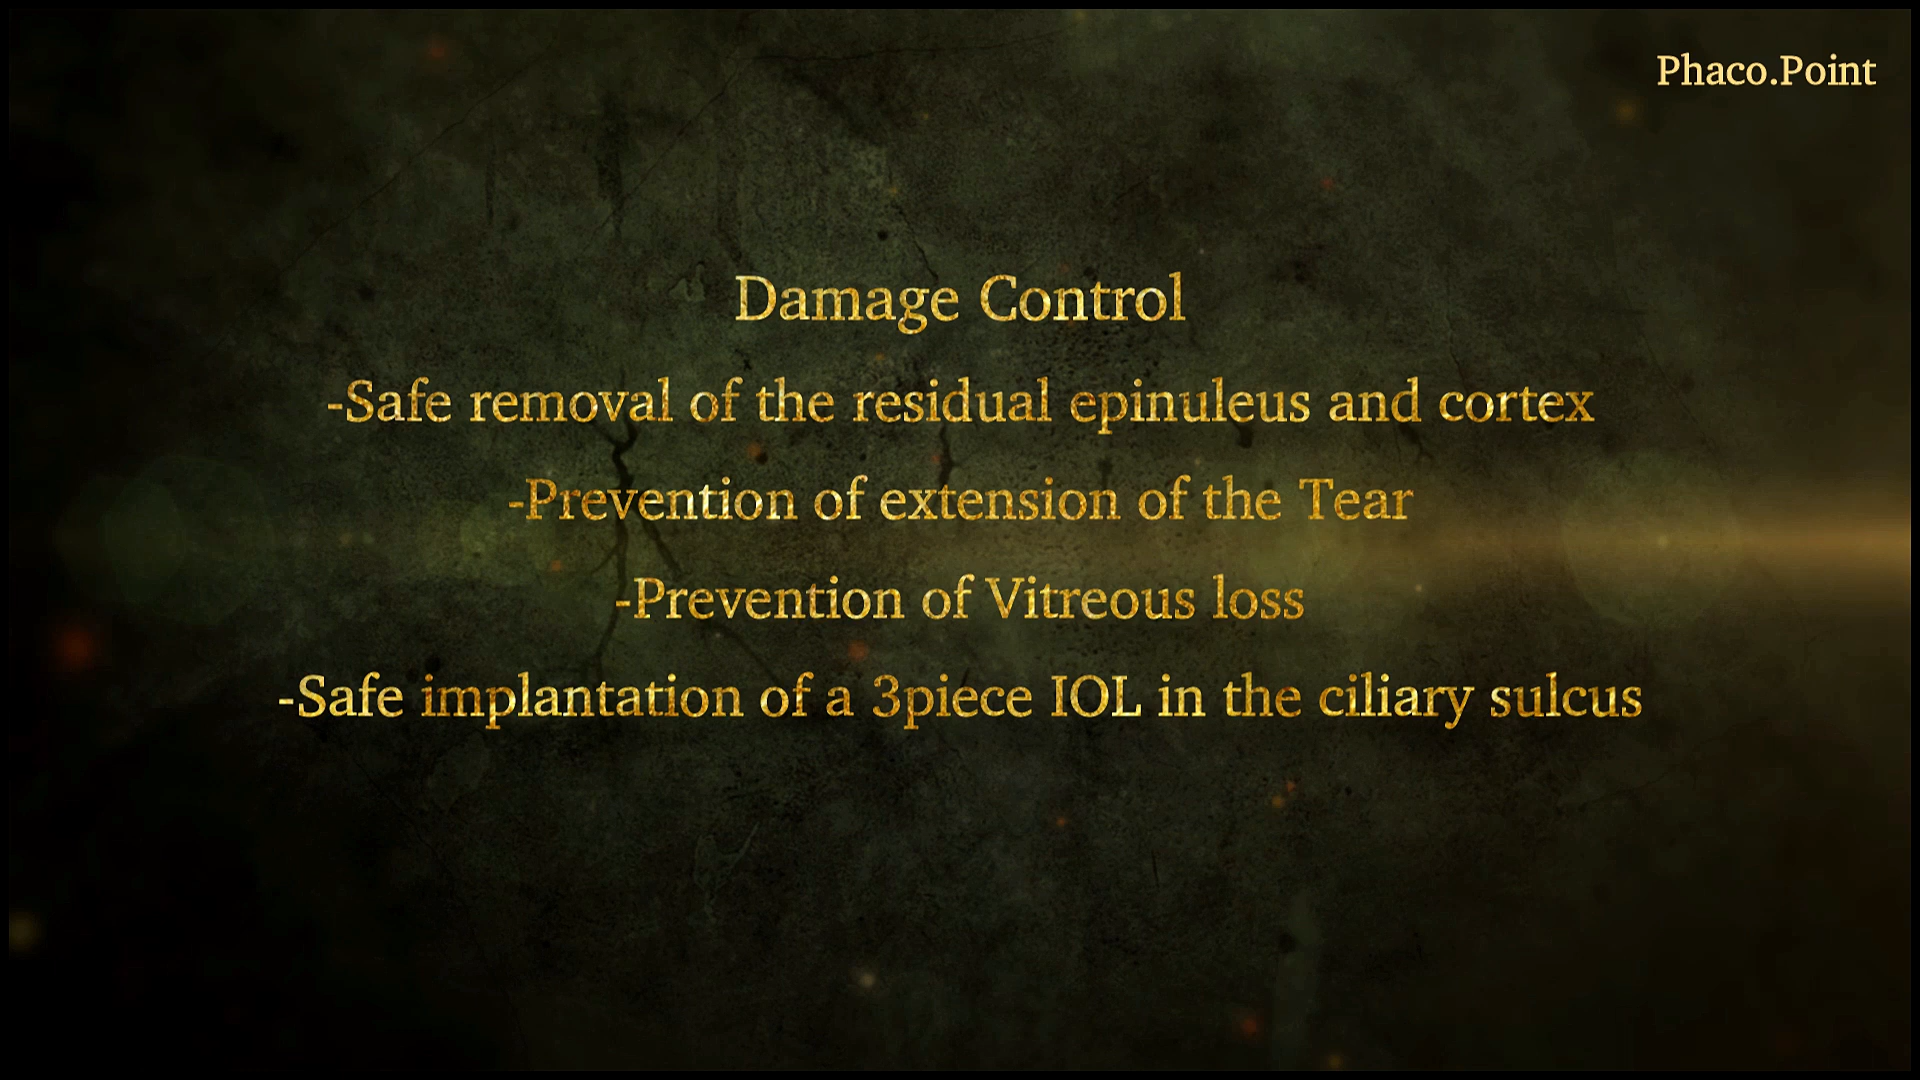 Phaco.Point
Damage Control
-Safe removal of the residual epinuleus and cortex
-Prevention of extension of the Tear
-Prevention of Vitreous loss
-Safe implantation of a 3piece IOL in the ciliary sulcus